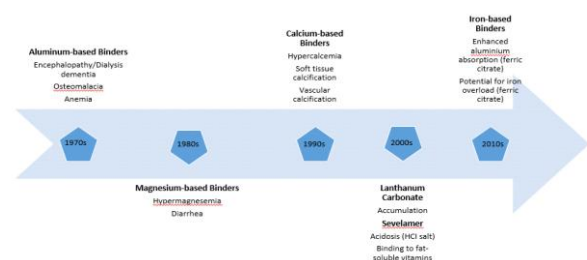 Aluminum-based Binders
Encephalopathy/Dialysis
dementia
Osteomalacia
Anemia
Calcium-based
Binders
Hypercalcemia
Soft tissue
calcification
Vascular
calcification
Iron-based
Binders
Enhanced
aluminium
absorption (ferric
citrate)
Potential for iron
overload (ferric
citrate)
1970s
1980s
1990s
2000s
2010s
Magnesium-based Binders
Hypermagnesemia
Diarrhea
Lanthanum
Carbonate
Accumulation
Sevelamer
Acidosis (HCl salt)
Binding to fat-
soluble vitamins